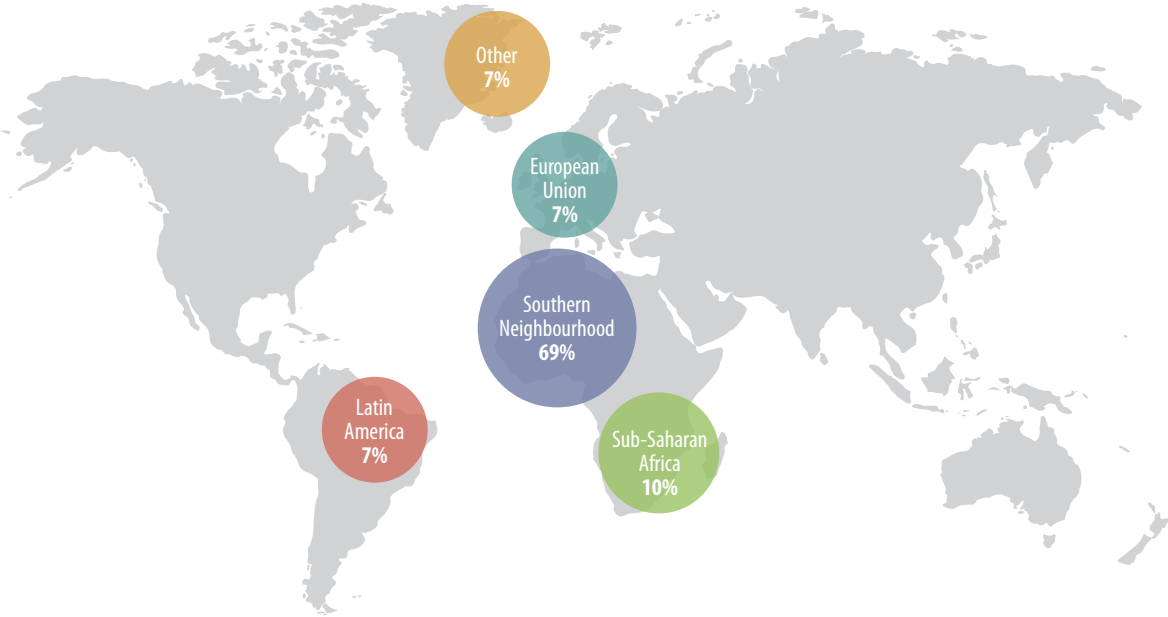 Other
7%
European
Union
7%
Southern
Neighbourhood
69%
Latin
America
7%
Sub-Saharan
Africa
10%